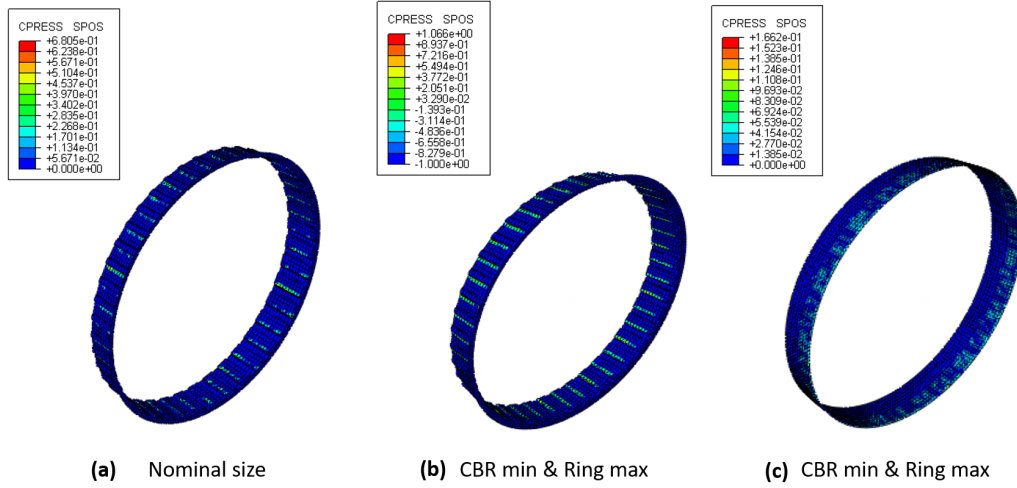 CPRESS SPOS
+6.805e-01
+6.238e-01
+5.671e-01
+5.104e-01
+4.537e-01
+3.970e-01
+3.402e-01
+2.835e-01
+2.268e-01
+1.701e-01
+1.134e-01
+5.671e-02
+0.000e+00
CPRESS SPOS
+1.066e+00
+8.937e-01
+7.216e-01
+5.494e-01
+3.772e-01
+2.051e-01
+3.290e-02
-1.393e-01
-3.114e-01
-4.836e-01
-6.558e-01
-8.279e-01
-1.000e+00
CPRESS SPOS
+1.662e-01
+1.523e-01
+1.385e-01
+1.246e-01
+1.108e-01
+9.693e-02
+8.309e-02
+6.924e-02
+5.539e-02
+4.154e-02
+2.770e-02
+1.385e-02
+0.000e+00
(a) Nominal size
(b) CBR min & Ring max
(c) CBR min & Ring max